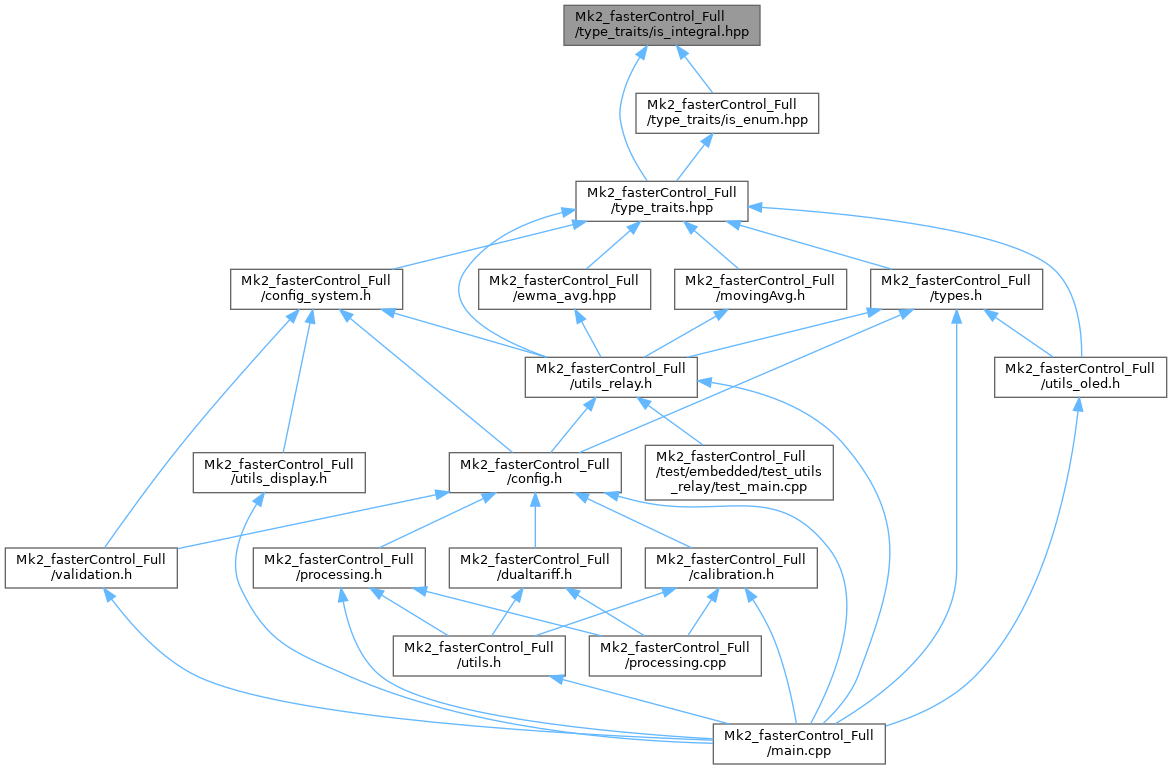 Mk2_fasterControl_Full
/type_traits/is_integral.hpp
Mk2_fasterControl_Full
/type_traits/is_enum.hpp
Mk2_fasterControl_Full
/type_traits.hpp
Mk2_fasterControl_Full
/config_system.h
Mk2_fasterControl_Full
/ewma_avg.hpp
Mk2_fasterControl_Full
/movingAvg.h
Mk2_fasterControl_Full
/types.h
Mk2_fasterControl_Full
/utils_relay.h
Mk2_fasterControl_Full
/utils_oled.h
Mk2_fasterControl_Full
/utils_display.h
Mk2_fasterControl_Full
/config.h
Mk2_fasterControl_Full
/test/embedded/test_utils
_relay/test_main.cpp
Mk2_fasterControl_Full
/validation.h
Mk2_fasterControl_Full
/processing.h
Mk2_fasterControl_Full
/dualtariff.h
Mk2_fasterControl_Full
/calibration.h
Mk2_fasterControl_Full
/utils.h
Mk2_fasterControl_Full
/processing.cpp
Mk2_fasterControl_Full
/main.cpp